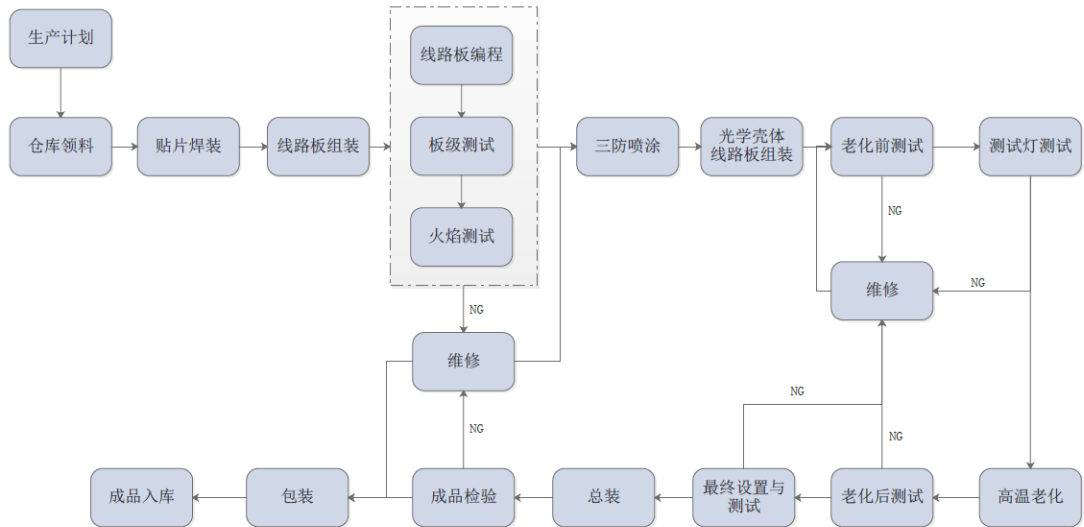 生产计划
仓库领料
贴片焊装
线路板组装
线路板编程
板级测试
火焰测试
NG
维修
NG
三防喷涂
光学壳体
线路板组装
老化前测试
测试灯测试
NG
维修
NG
NG
NG
高温老化
老化后测试
最终设置与
测试
总装
成品检验
包装
成品入库